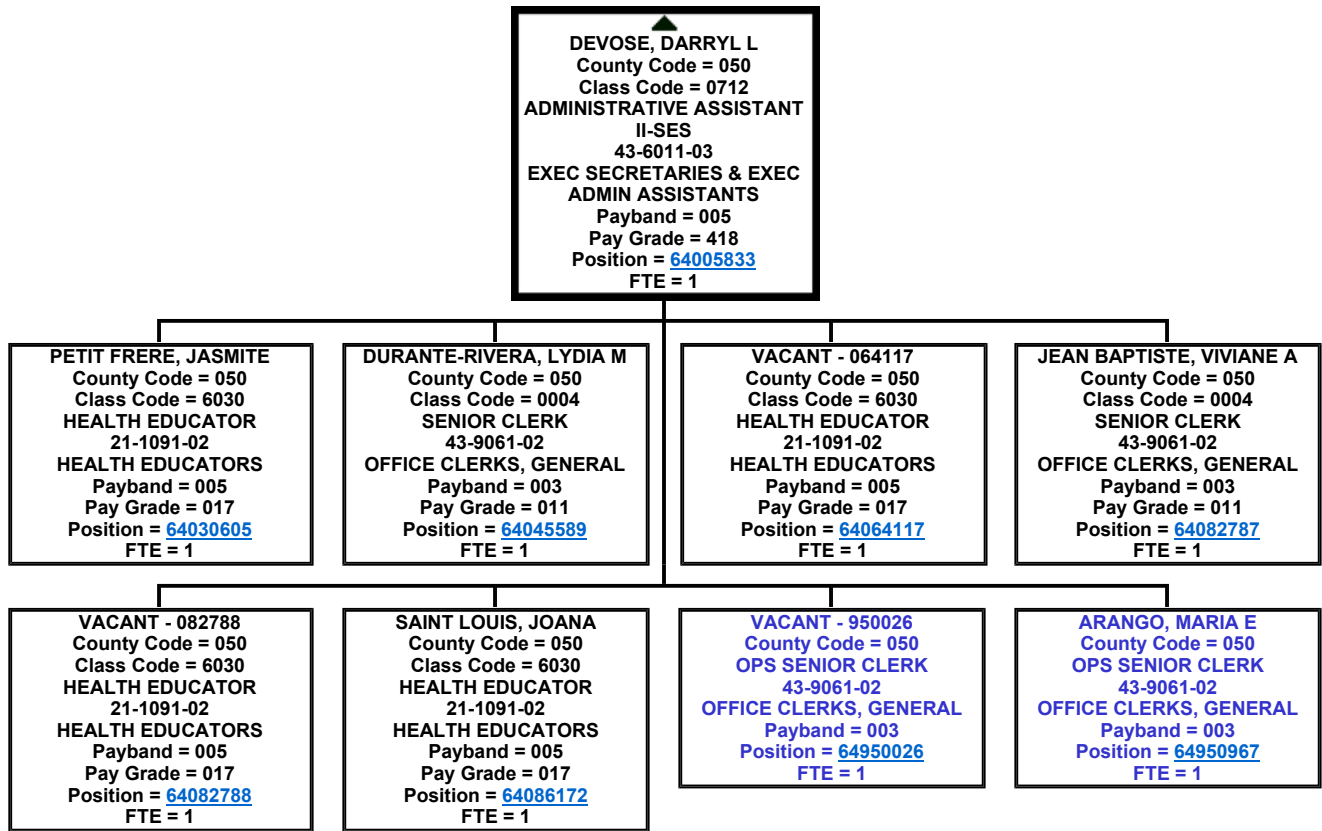 DEVOSE, DARRYL L
County Code = 050
Class Code = 0712
ADMINISTRATIVE ASSISTANT
II-SES
43-6011-03
EXEC SECRETARIES & EXEC
ADMIN ASSISTANTS
Payband = 005
Pay Grade = 418
Position = 64005833
FTE = 1
PETIT FRERE, JASMITE
County Code = 050
Class Code = 6030
HEALTH EDUCATOR
21-1091-02
HEALTH EDUCATORS
Payband = 005
Pay Grade = 017
Position = 64030605
FTE = 1
DURANTE-RIVERA, LYDIA M
County Code = 050
Class Code = 0004
SENIOR CLERK
43-9061-02
OFFICE CLERKS, GENERAL
Payband = 003
Pay Grade = 011
Position = 64045589
FTE = 1
VACANT - 064117
County Code = 050
Class Code = 6030
HEALTH EDUCATOR
21-1091-02
HEALTH EDUCATORS
Payband = 005
Pay Grade = 017
Position = 64064117
FTE = 1
JEAN BAPTISTE, VIVIANE A
County Code = 050
Class Code = 0004
SENIOR CLERK
43-9061-02
OFFICE CLERKS, GENERAL
Payband = 003
Pay Grade = 011
Position = 64082787
FTE = 1
VACANT - 082788
County Code = 050
Class Code = 6030
HEALTH EDUCATOR
21-1091-02
HEALTH EDUCATORS
Payband = 005
Pay Grade = 017
Position = 64082788
FTE = 1
SAINT LOUIS, JOANA
County Code = 050
Class Code = 6030
HEALTH EDUCATOR
21-1091-02
HEALTH EDUCATORS
Payband = 005
Pay Grade = 017
Position = 64086172
FTE = 1
VACANT - 950026
County Code = 050
OPS SENIOR CLERK
43-9061-02
OFFICE CLERKS, GENERAL
Payband = 003
Position = 64950026
FTE = 1
ARANGO, MARIA E
County Code = 050
OPS SENIOR CLERK
43-9061-02
OFFICE CLERKS, GENERAL
Payband = 003
Position = 64950967
FTE = 1